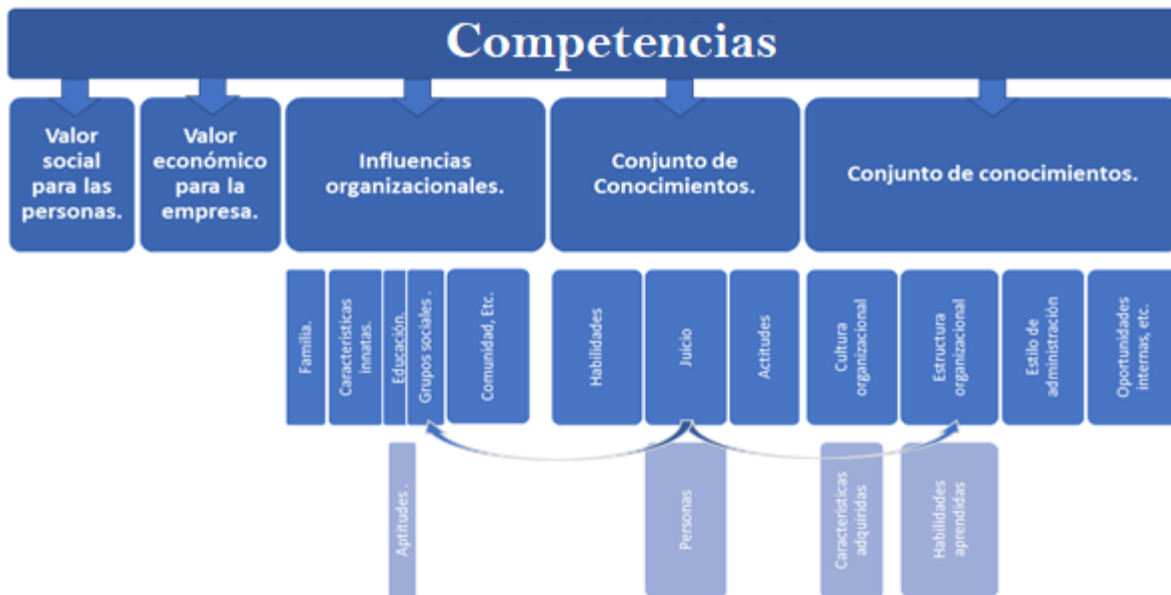 Competencias
Valor
social
para las
personas.
Valor
económico
para la
empresa.
Influencias
organizacionales.
Conjunto de
Conocimientos.
Conjunto de conocimientos.
Familia.
Características
innatas.
Educación.
Grupos sociales .
Comunidad, Etc.
Habilidades
Juicio
Actitudes
Cultura
organizacional
Estructura
organizacional
Estilo de
administración
Oportunidades
internas, etc.
Aptitudes .
Personas
Características
adquiridas
Habilidades
aprendidas